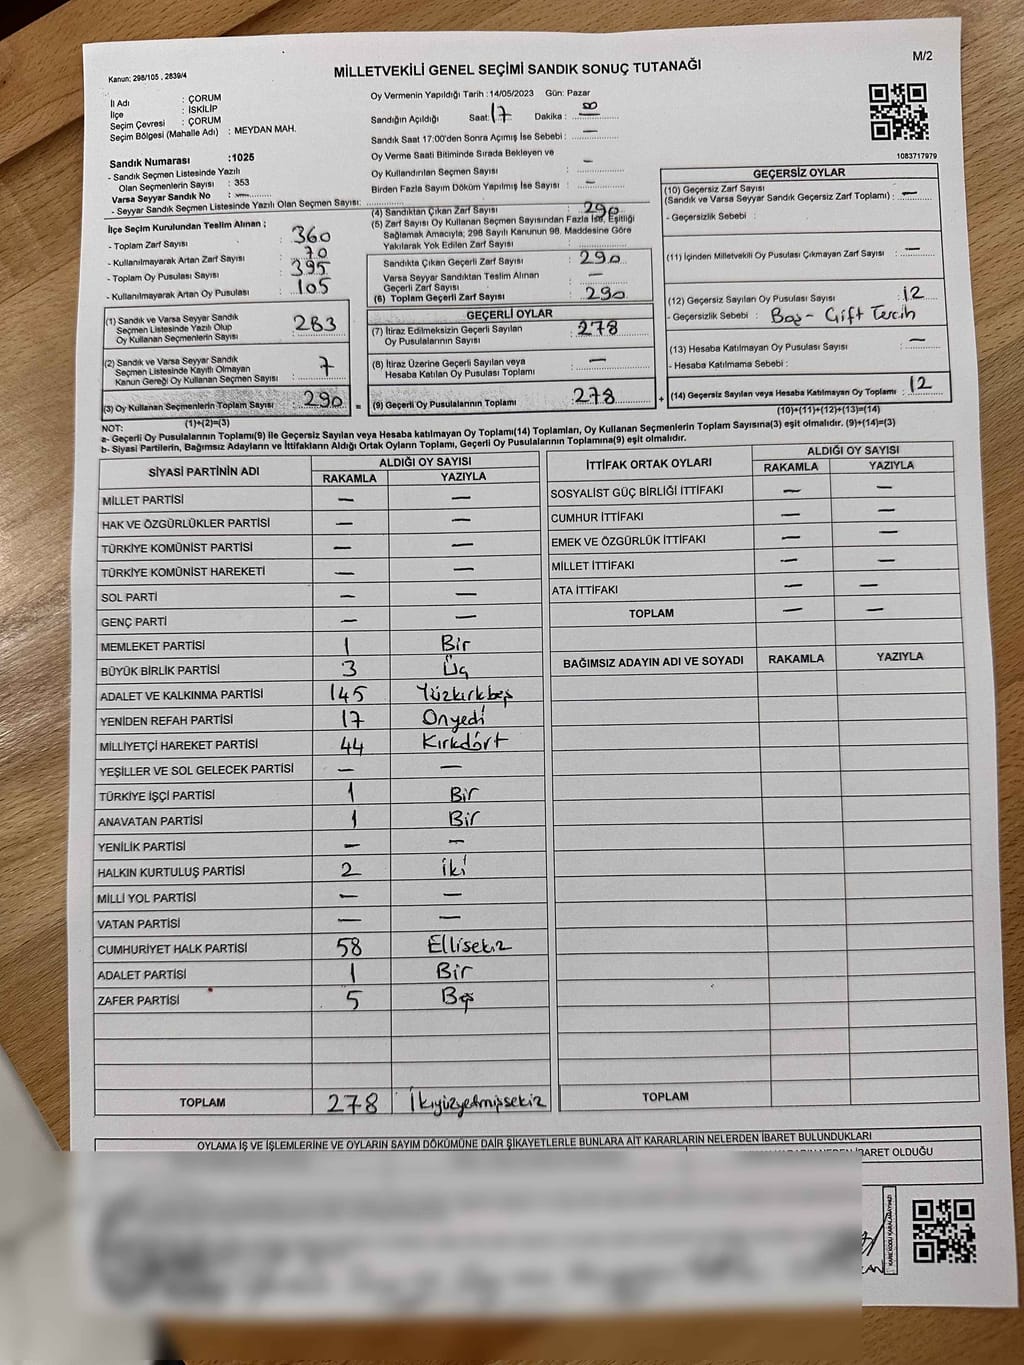 Kanun: 298/105 , 2839/4
M/2
MİLLETVEKİLİ GENEL SEÇİMİ SANDIK SONUÇ TUTANAĞI
İl Adı : ÇORUM
İlçe : İSKİLİP
Seçim Çevresi : ÇORUM
Seçim Bölgesi (Mahalle Adı) : MEYDAN MAH.
Sandık Numarası :1025
- Sandık Seçmen Listesinde Yazılı
Olan Seçmenlerin Sayısı : 353
Varsa Seyyar Sandık No : —
- Seyyar Sandık Seçmen Listesinde Yazılı Olan Seçmen Sayısı:
Oy Vermenin Yapıldığı Tarih :14/05/2023 Gün: Pazar
Sandığın Açıldığı Saat: 17 Dakika :
Sandık Saat 17:00'den Sonra Açımış İse Sebebi : —
Oy Verme Saati Bitiminde Sırada Bekleyen ve
Oy Kullandırılan Seçmen Sayısı : —
Birden Fazla Sayım Döküm Yapılmış İse Sayısı : —
1083717979
İlçe Seçim Kurulundan Teslim Alınan ;
- Toplam Zarf Sayısı : 360
- Kullanılmayarak Artan Zarf Sayısı : 70
- Toplam Oy Pusulası Sayısı : 395
- Kullanılmayarak Artan Oy Pusulası : 105
(1) Sandık ve Varsa Seyyar Sandık
Seçmen Listesinde Yazılı Olup
Oy Kullanan Seçmenlerin Sayısı : 283
(2) Sandık ve Varsa Seyyar Sandık
Seçmen Listesinde Kayıtlı Olmayan
Kanun Gereği Oy Kullanan Seçmen Sayısı : 7
(3) Oy Kullanan Seçmenlerin Toplam Sayısı : 290
(1)+(2)=(3)
(4) Sandıktan Çıkan Zarf Sayısı : 290
(5) Zarf Sayısı Oy Kullanan Seçmen Sayısından Fazla İse, Eşitliği
Sağlamak Amacıyla; 298 Sayılı Kanunun 98. Maddesine Göre
Yakılarak Yok Edilen Zarf Sayısı :
Sandıkta Çıkan Geçerli Zarf Sayısı : 290
Varsa Seyyar Sandıktan Teslim Alınan
Geçerli Zarf Sayısı : —
(6) Toplam Geçerli Zarf Sayısı : 290
GEÇERLİ OYLAR
(7) İtiraz Edilmeksizin Geçerli Sayılan
Oy Pusulalarının Sayısı : 278
(8) İtiraz Üzerine Geçerli Sayılan veya
Hesaba Katılan Oy Pusulası Toplamı : —
= (9) Geçerli Oy Pusulalarının Toplamı : 278
GEÇERSİZ OYLAR
(10) Geçersiz Zarf Sayısı
(Sandık ve Varsa Seyyar Sandık Geçersiz Zarf Toplamı) : —
- Geçersizlik Sebebi :
(11) İçinden Milletvekili Oy Pusulası Çıkmayan Zarf Sayısı : —
(12) Geçersiz Sayılan Oy Pusulası Sayısı : 12
- Geçersizlik Sebebi : Boş - Çift Tercih
(13) Hesaba Katılmayan Oy Pusulası Sayısı : —
- Hesaba Katılmama Sebebi :
+ (14) Geçersiz Sayılan veya Hesaba Katılmayan Oy Toplamı : 12
(10)+(11)+(12)+(13)=(14)
NOT:
a- Geçerli Oy Pusulalarının Toplamı(9) ile Geçersiz Sayılan veya Hesaba katılmayan Oy Toplamı(14) Toplamları, Oy Kullanan Seçmenlerin Toplam Sayısına(3) eşit olmalıdır. (9)+(14)=(3)
b- Siyasi Partilerin, Bağımsız Adayların ve İttifakların Aldığı Ortak Oyların Toplamı, Geçerli Oy Pusulalarının Toplamına(9) eşit olmalıdır.
SİYASİ PARTİNİN ADI ALDIĞI OY SAYISI
RAKAMLA YAZIYLA
MİLLET PARTİSİ — —
HAK VE ÖZGÜRLÜKLER PARTİSİ — —
TÜRKİYE KOMÜNİST PARTİSİ — —
TÜRKİYE KOMÜNİST HAREKETİ — —
SOL PARTİ — —
GENÇ PARTİ — —
MEMLEKET PARTİSİ 1 Bir
BÜYÜK BİRLİK PARTİSİ 3 Üç
ADALET VE KALKINMA PARTİSİ 145 Yüzkırkbeş
YENİDEN REFAH PARTİSİ 17 Onyedi
MİLLİYETÇİ HAREKET PARTİSİ 44 Kırkdört
YEŞİLLER VE SOL GELECEK PARTİSİ — —
TÜRKİYE İŞÇİ PARTİSİ 1 Bir
ANAVATAN PARTİSİ 1 Bir
YENİLİK PARTİSİ — —
HALKIN KURTULUŞ PARTİSİ 2 iki
MİLLİ YOL PARTİSİ — —
VATAN PARTİSİ — —
CUMHURİYET HALK PARTİSİ 58 Ellisekiz
ADALET PARTİSİ 1 Bir
ZAFER PARTİSİ 5 Beş
TOPLAM 278 İkiyüzyetmişsekiz
İTTİFAK ORTAK OYLARI ALDIĞI OY SAYISI
RAKAMLA YAZIYLA
SOSYALİST GÜÇ BİRLİĞİ İTTİFAKI — —
CUMHUR İTTİFAKI — —
EMEK VE ÖZGÜRLÜK İTTİFAKI — —
MİLLET İTTİFAKI — —
ATA İTTİFAKI — —
TOPLAM — —
BAĞIMSIZ ADAYIN ADI VE SOYADI RAKAMLA YAZIYLA
TOPLAM
OYLAMA İŞ VE İŞLEMLERİNE VE OYLARIN SAYIM DÖKÜMÜNE DAİR ŞİKAYETLERLE BUNLARA AİT KARARLARIN NELERDEN İBARET BULUNDUKLARI
İBARET OLDUĞU